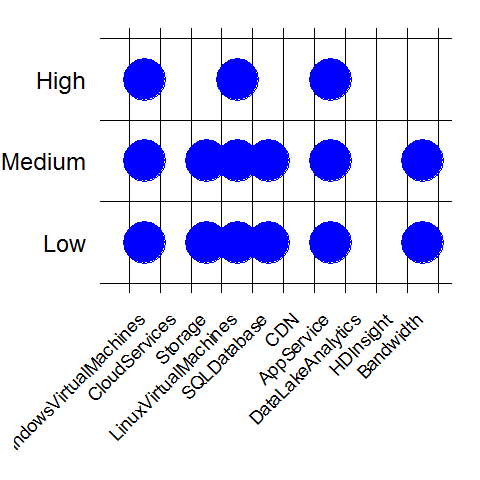 High
Medium
Low
ndowsVirtualMachines
CloudServices
Storage
LinuxVirtualMachines
SQLDatabase
CDN
AppService
DataLakeAnalytics
HDInsight
Bandwidth